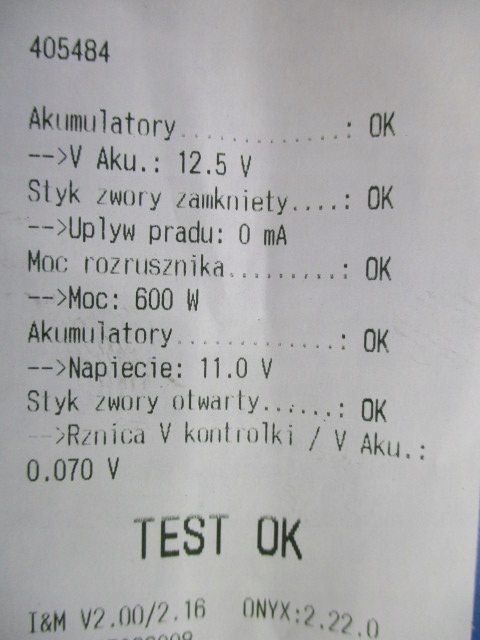 405484
Akumulatory..............: OK
-->V Aku.: 12.5 V
Styk zwory zamkniety....: OK
-->Uplyw pradu: 0 mA
Moc rozrusznika.........: OK
-->Moc: 600 W
Akumulatory.............: OK
-->Napiecie: 11.0 V
Styk zwory otwarty......: OK
-->Rznica V kontrolki / V Aku.:
0.070 V
TEST OK
I&M V2.00/2.16 ONYX:2.22.0